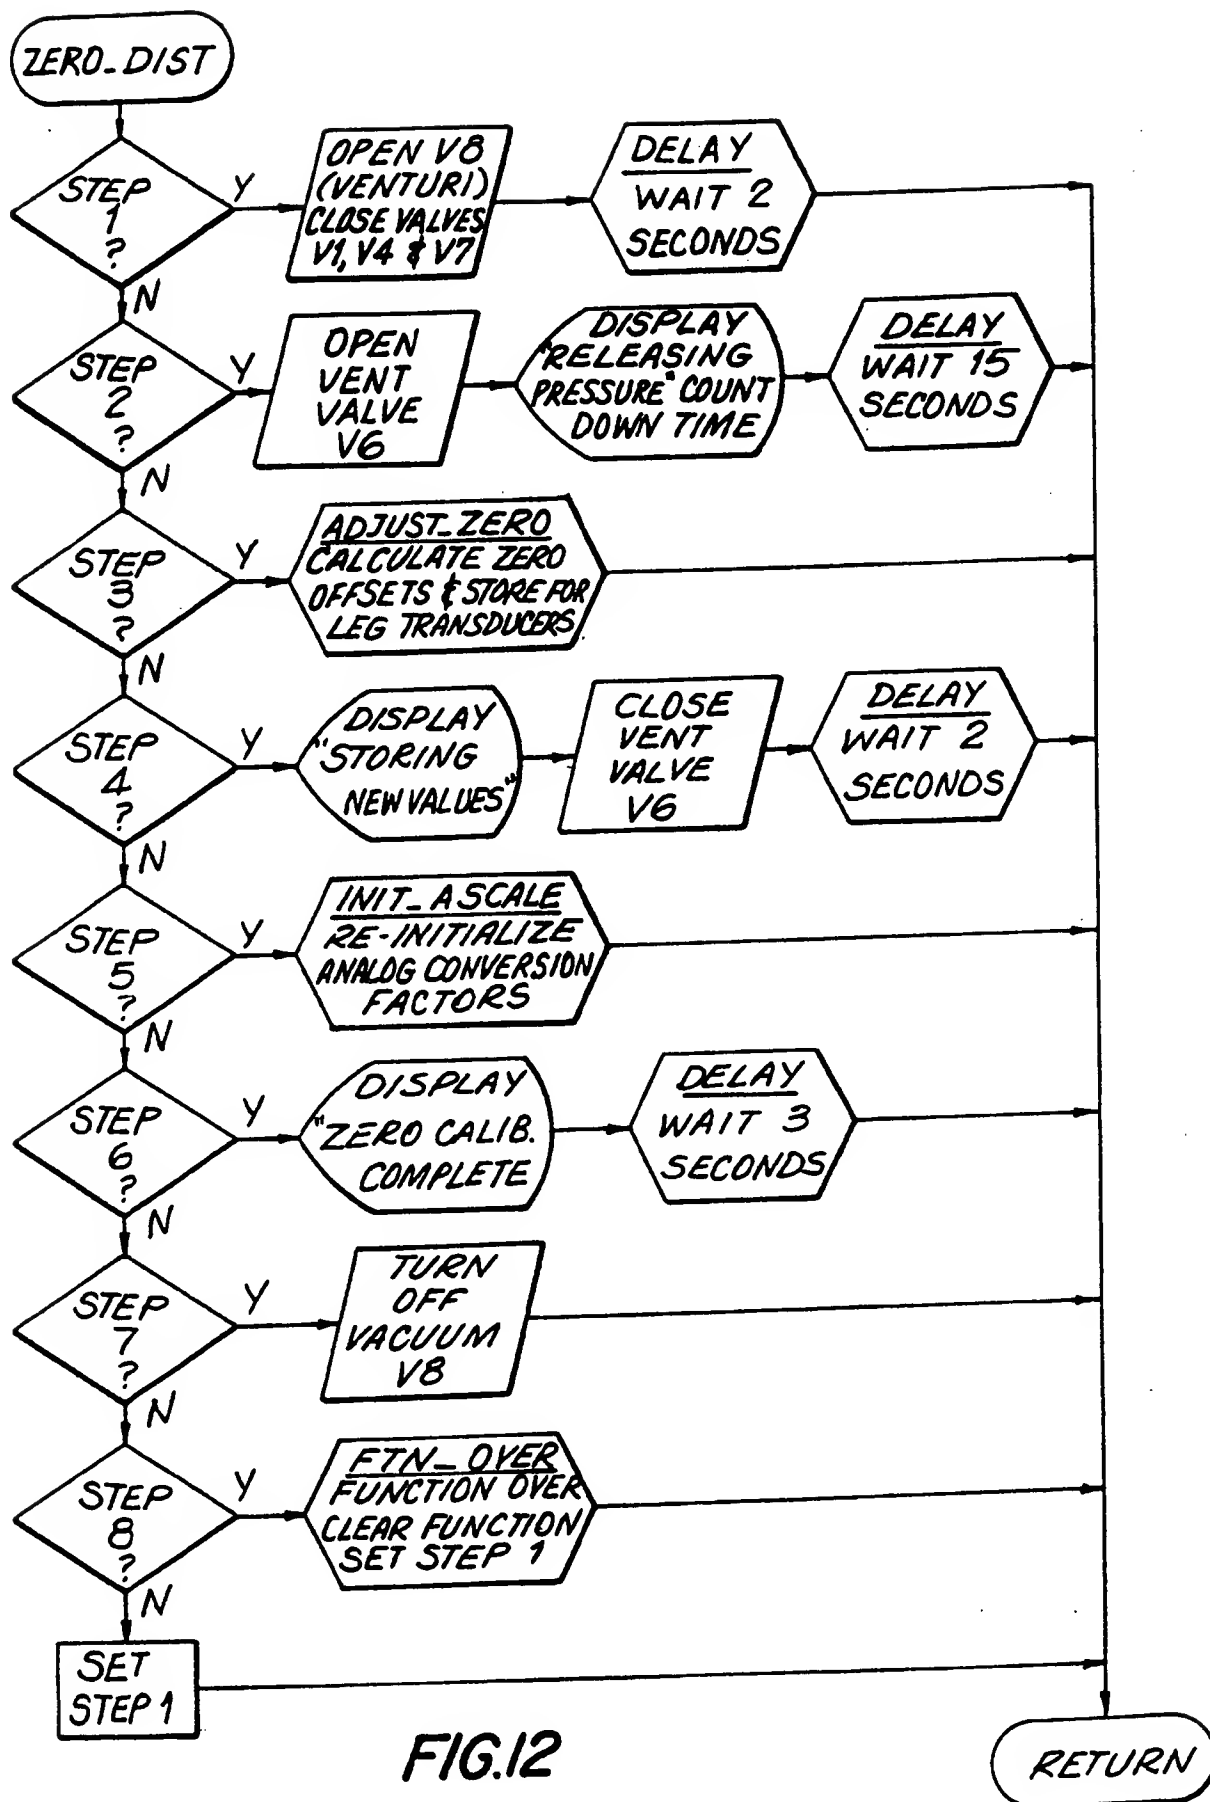 ZERO_DIST
STEP
1
?
Y
OPEN V8
(VENTURI)
CLOSE VALVES
V1, V4 & V7
DELAY
WAIT 2
SECONDS
N
STEP
2
?
Y
OPEN
VENT
VALVE
V6
DISPLAY
"RELEASING
PRESSURE" COUNT
DOWN TIME
DELAY
WAIT 15
SECONDS
N
STEP
3
?
Y
ADJUST_ZERO
CALCULATE ZERO
OFFSETS & STORE FOR
LEG TRANSDUCERS
N
STEP
4
?
Y
DISPLAY
"STORING
NEW VALUES"
CLOSE
VENT
VALVE
V6
DELAY
WAIT 2
SECONDS
N
STEP
5
?
Y
INIT_ASCALE
RE-INITIALIZE
ANALOG CONVERSION
FACTORS
N
STEP
6
?
Y
DISPLAY
"ZERO CALIB.
COMPLETE
DELAY
WAIT 3
SECONDS
N
STEP
7
?
Y
TURN
OFF
VACUUM
V8
N
STEP
8
?
Y
FTN_OVER
FUNCTION OVER
CLEAR FUNCTION
SET STEP 1
N
SET
STEP 1
RETURN
FIG.12